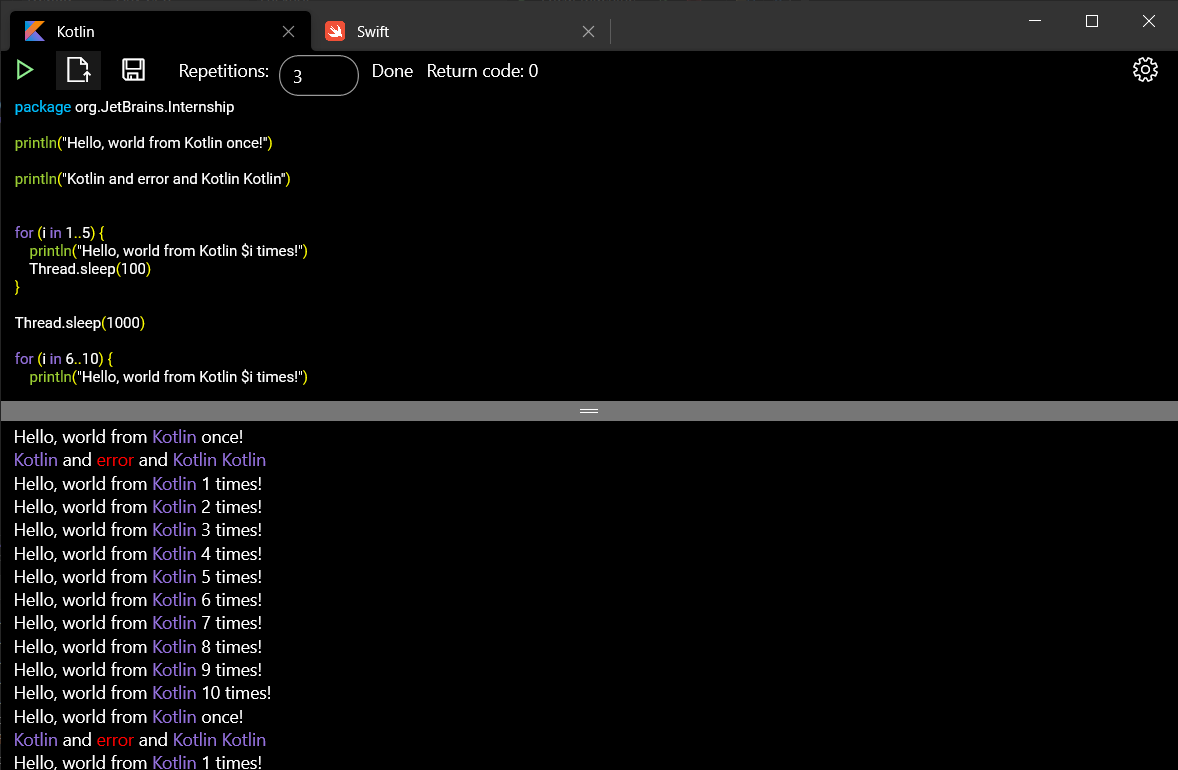 Kotlin
Swift
Repetitions: 3 Done Return code: 0
package org.JetBrains.Internship
println("Hello, world from Kotlin once!")
println("Kotlin and error and Kotlin Kotlin")
for (i in 1..5) {
    println("Hello, world from Kotlin $i times!")
    Thread.sleep(100)
}
Thread.sleep(1000)
for (i in 6..10) {
    println("Hello, world from Kotlin $i times!")
Hello, world from Kotlin once!
Kotlin and error and Kotlin Kotlin
Hello, world from Kotlin 1 times!
Hello, world from Kotlin 2 times!
Hello, world from Kotlin 3 times!
Hello, world from Kotlin 4 times!
Hello, world from Kotlin 5 times!
Hello, world from Kotlin 6 times!
Hello, world from Kotlin 7 times!
Hello, world from Kotlin 8 times!
Hello, world from Kotlin 9 times!
Hello, world from Kotlin 10 times!
Hello, world from Kotlin once!
Kotlin and error and Kotlin Kotlin
Hello, world from Kotlin 1 times!